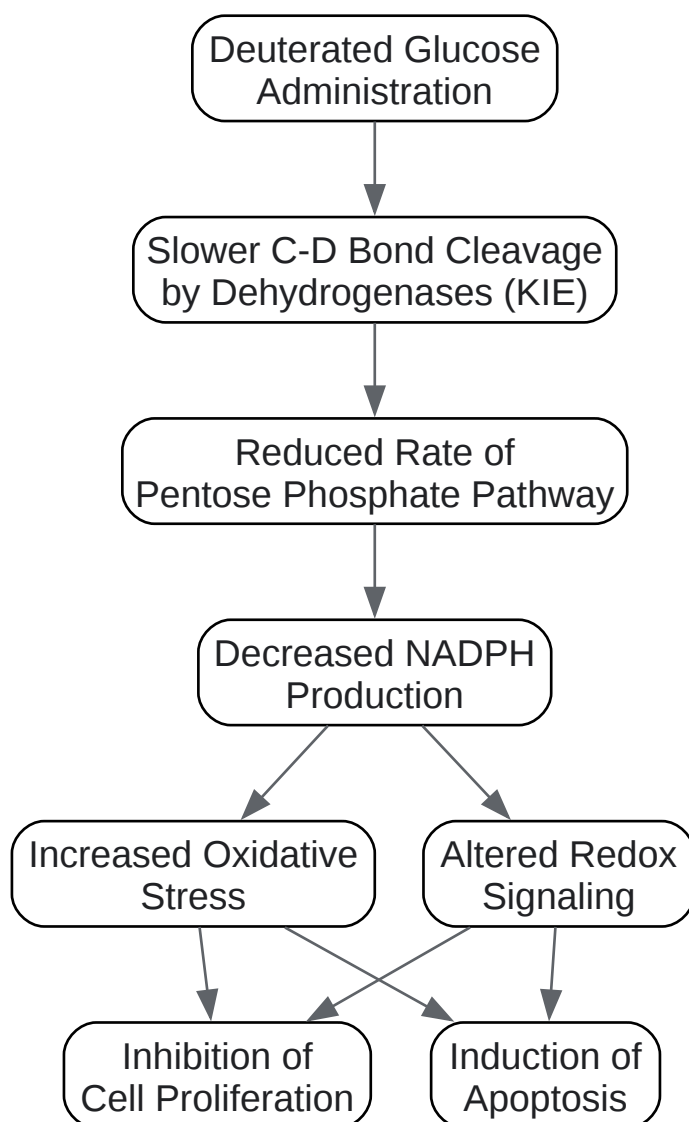 Deuterated Glucose
Administration
Slower C-D Bond Cleavage
by Dehydrogenases (KIE)
Reduced Rate of
Pentose Phosphate Pathway
Decreased NADPH
Production
Increased Oxidative
Stress
Altered Redox
Signaling
Inhibition of
Cell Proliferation
Induction of
Apoptosis